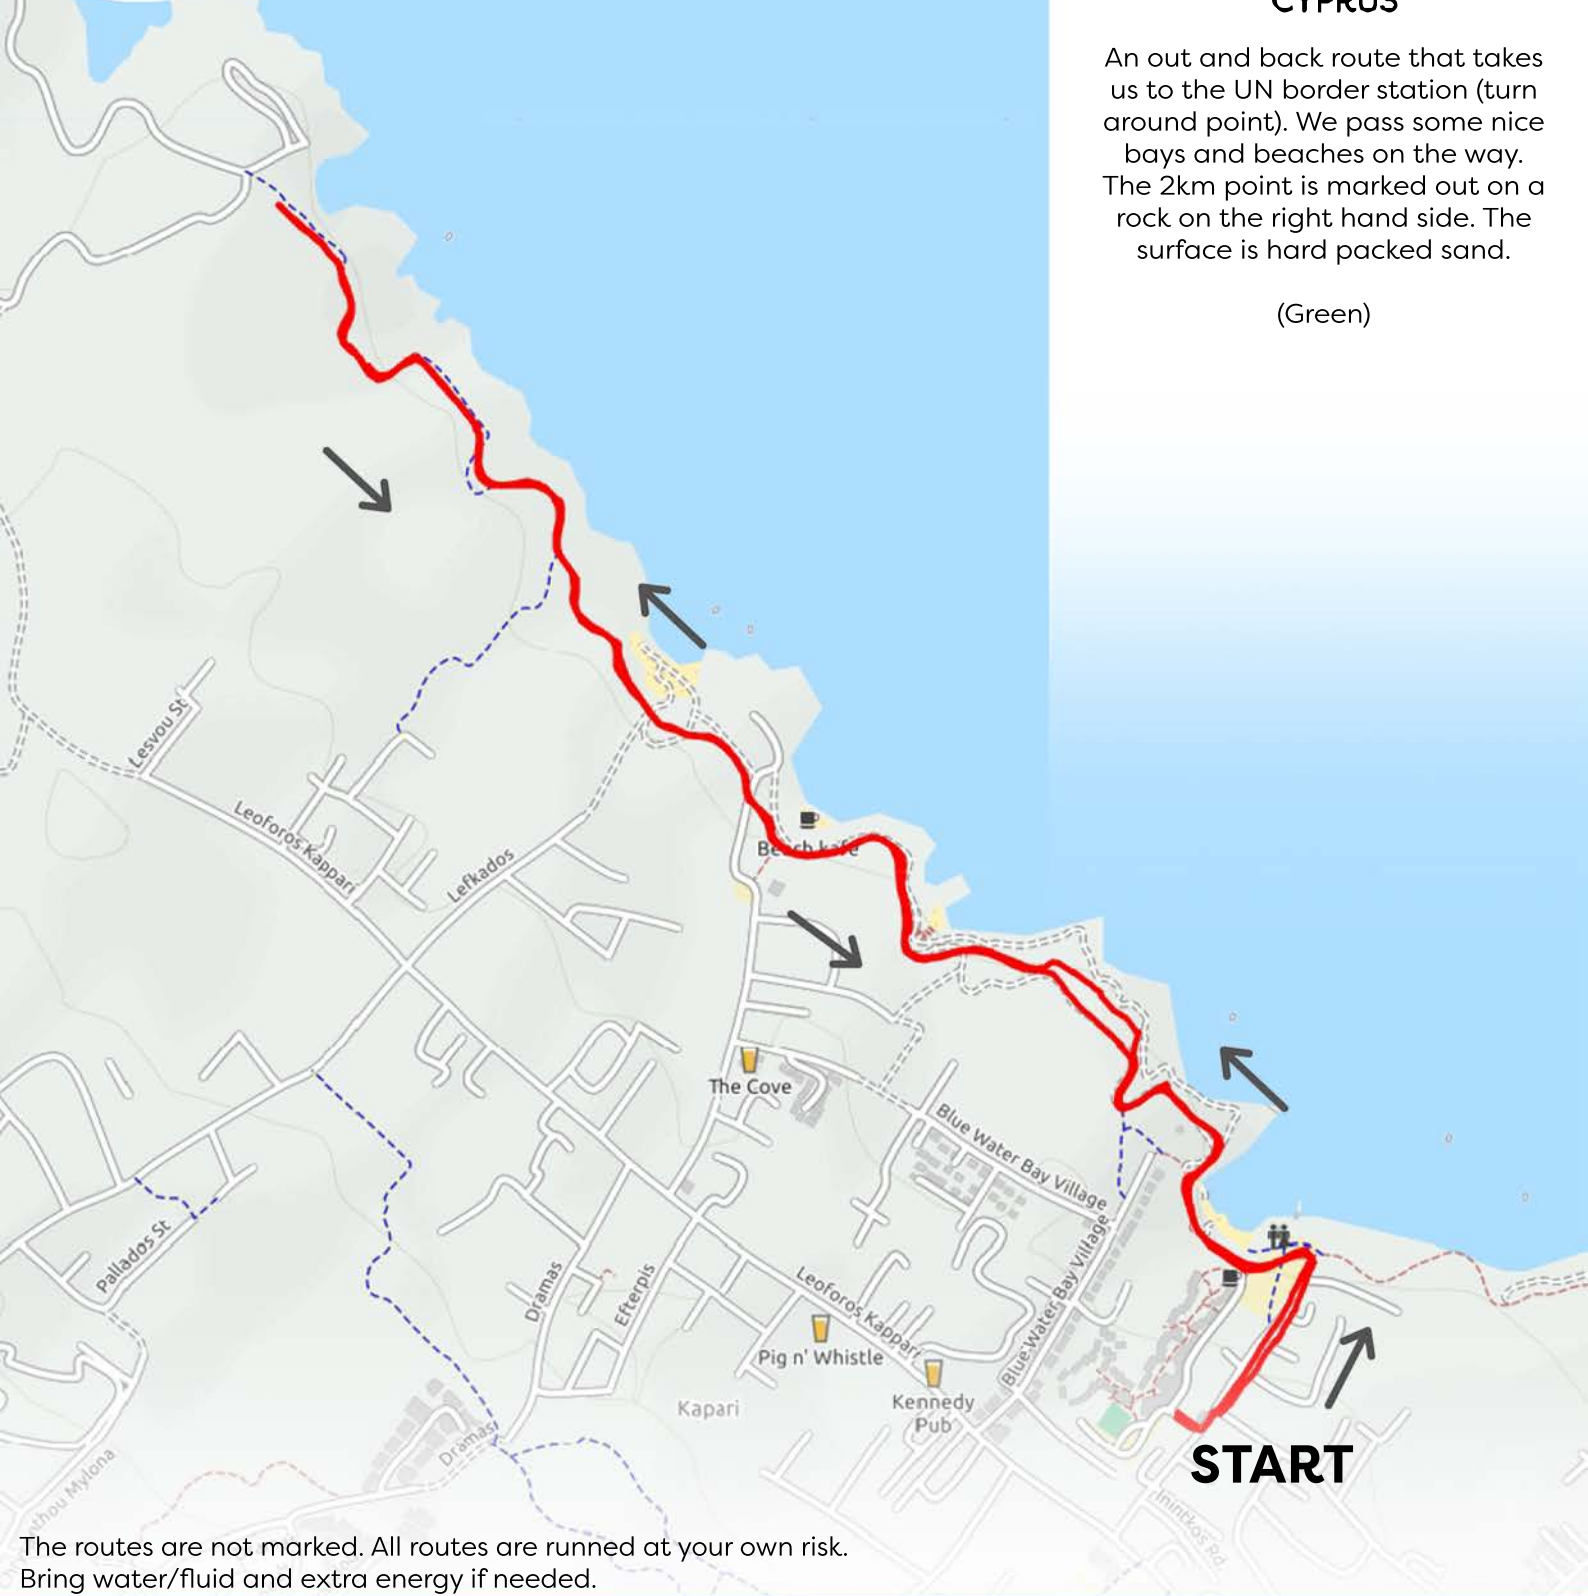 CYPRUS
An out and back route that takes
us to the UN border station (turn
around point). We pass some nice
bays and beaches on the way.
The 2km point is marked out on a
rock on the right hand side. The
surface is hard packed sand.
(Green)
Lesvou St
Leoforos Kappari
Lefkados
Beach kafe
The Cove
Blue Water Bay Village
Blue Water Bay Village
Pallados St
Dramas
Efterpis
Leoforos Kappari
Pig n' Whistle
Kennedy
Pub
Kapari
Dramas
START
Mylona
The routes are not marked. All routes are runned at your own risk.
Bring water/fluid and extra energy if needed.